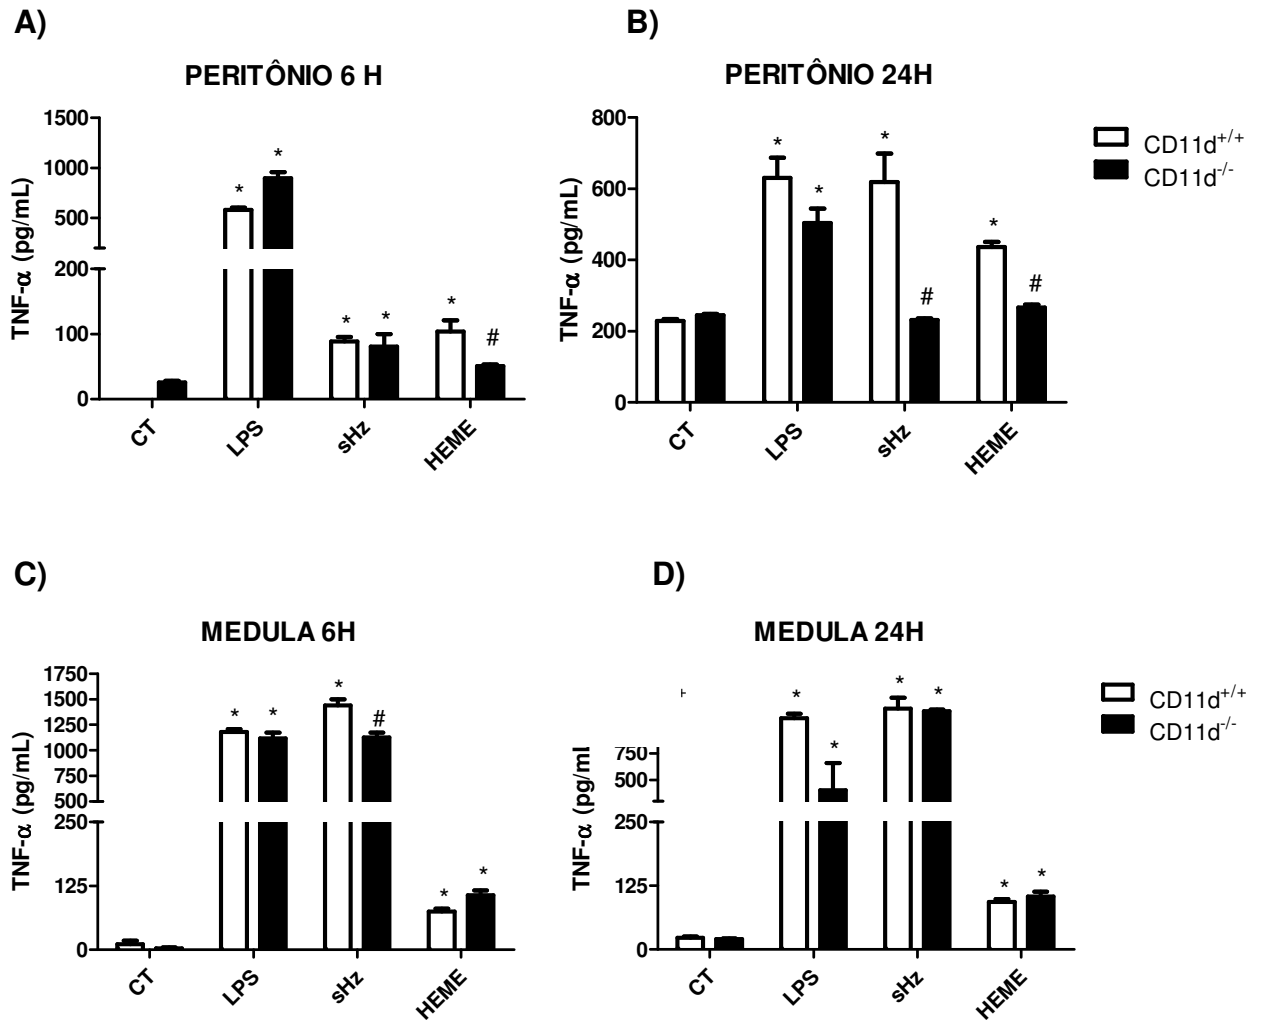 A)
PERITÔNIO 6 H
TNF-α (pg/mL)
1500
1000
500
200
100
0
*
*
*
*
*
#
CT
LPS
sHz
HEME
B)
PERITÔNIO 24H
TNF-α (pg/mL)
800
600
400
200
0
*
*
*
#
*
#
CT
LPS
sHz
HEME
CD11d+/+
CD11d-/-
C)
MEDULA 6H
TNF-α (pg/mL)
1750
1500
1250
1000
750
500
250
125
0
*
*
*
#
*
*
CT
LPS
sHz
HEME
D)
MEDULA 24H
TNF-α (pg/ml
750
500
250
125
0
*
*
*
*
*
*
CT
LPS
sHz
HEME
CD11d+/+
CD11d-/-